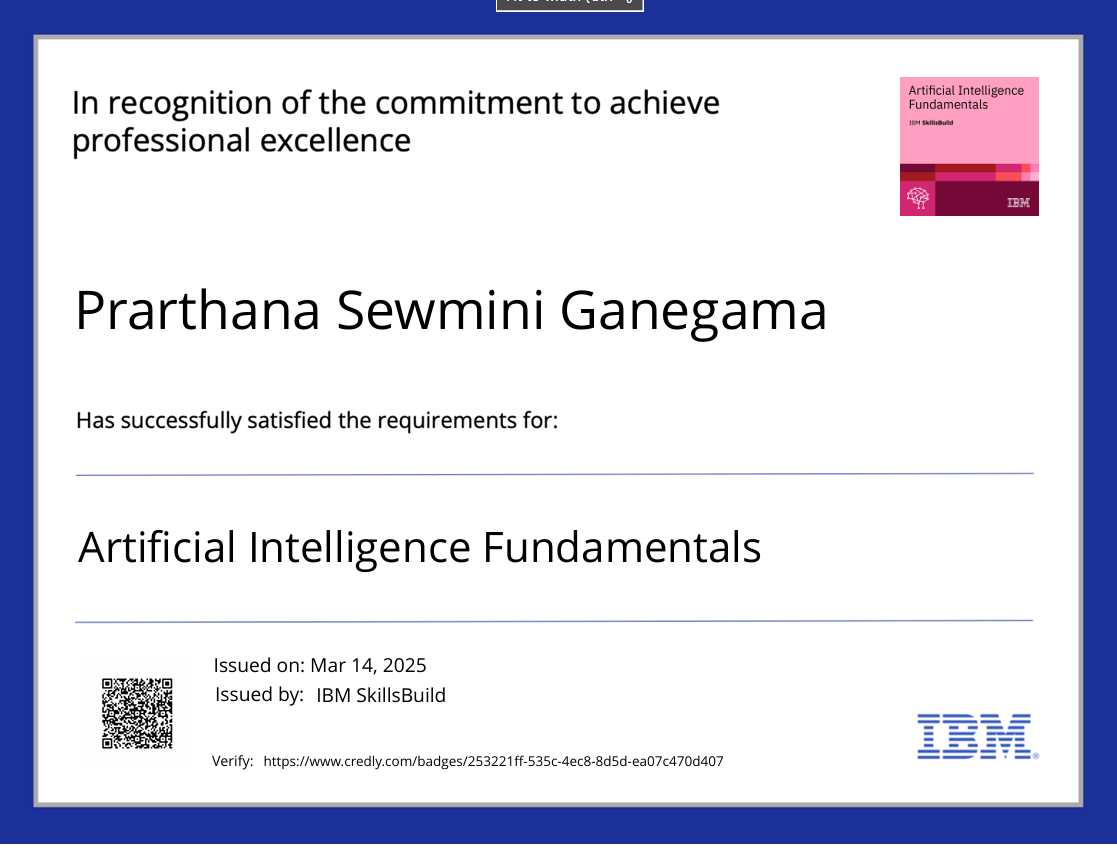 In recognition of the commitment to achieve
professional excellence
Artificial Intelligence
Fundamentals
IBM SkillsBuild
IBM
Prarthana Sewmini Ganegama
Has successfully satisfied the requirements for:
Artificial Intelligence Fundamentals
Issued on: Mar 14, 2025
Issued by: IBM SkillsBuild
IBM®
Verify: https://www.credly.com/badges/253221ff-535c-4ec8-8d5d-ea07c470d407